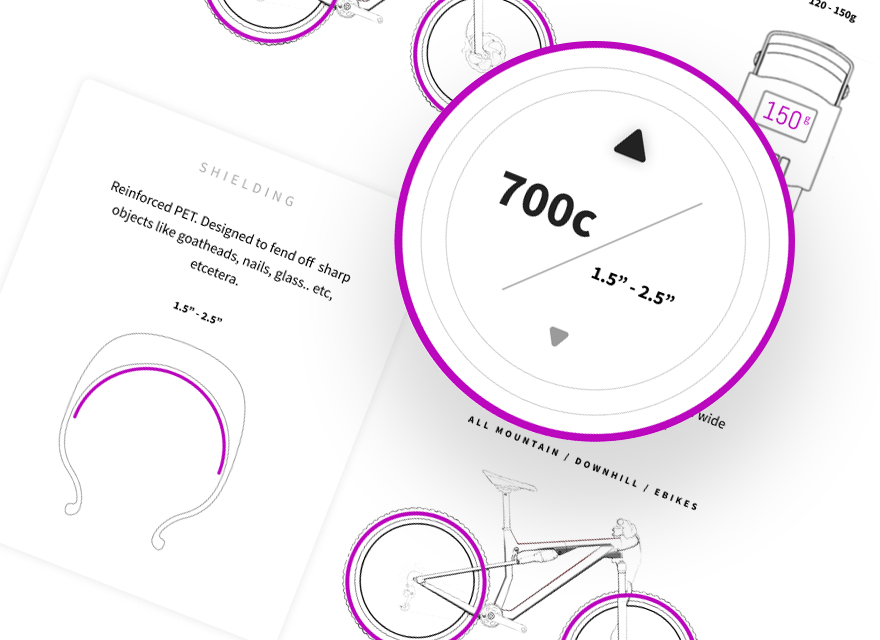 120 - 150g
150g
SHIELDING
Reinforced PET. Designed to fend off sharp
objects like goatheads, nails, glass.. etc,
etcetera.
1.5” - 2.5”
700c
1.5” - 2.5”
wide
ALL MOUNTAIN / DOWNHILL / EBIKES